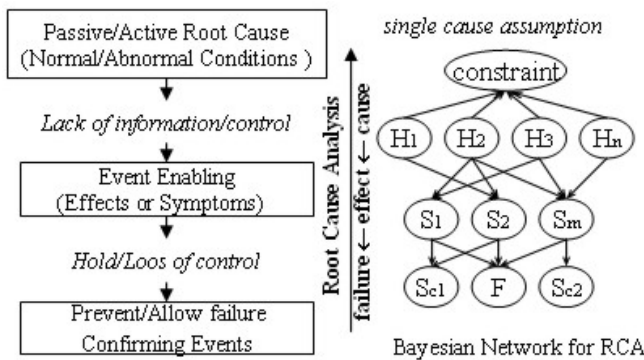 Passive/Active Root Cause
(Normal/Abnormal Conditions )
Lack of information/control
Event Enabling
(Effects or Symptoms)
Hold/Loos of control
Prevent/Allow failure
Confirming Events
Root Cause Analysis
failure ← effect ← cause
single cause assumption
constraint
H1 H2 H3 Hn
S1 S2 Sm
Sc1 F Sc2
Bayesian Network for RCA